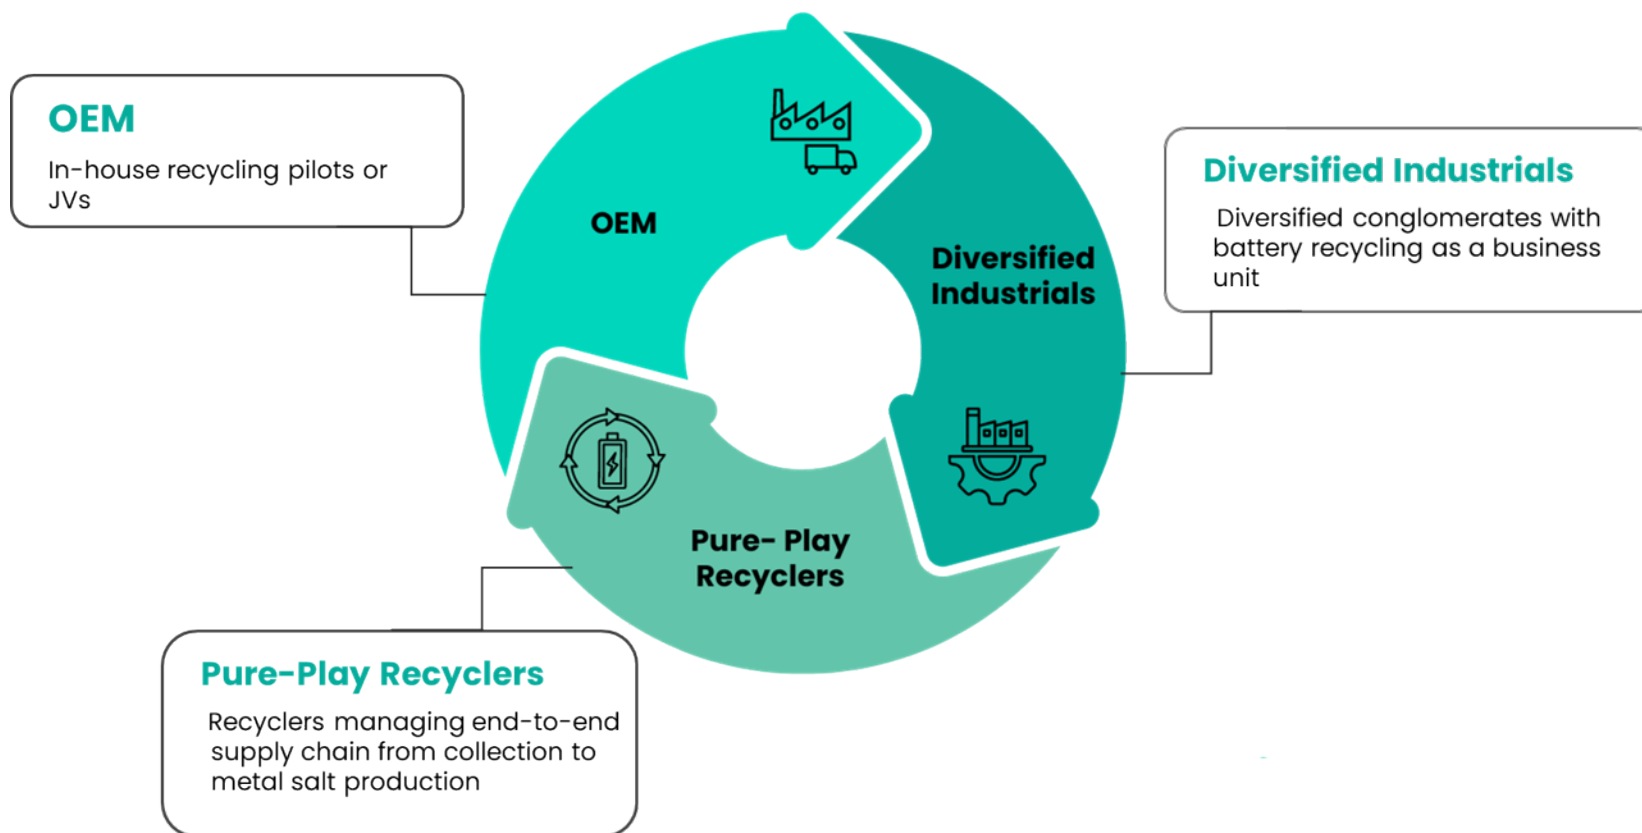 OEM
In-house recycling pilots or
JVs
OEM
Diversified
Industrials
Diversified Industrials
Diversified conglomerates with
battery recycling as a business
unit
Pure- Play
Recyclers
Pure-Play Recyclers
Recyclers managing end-to-end
supply chain from collection to
metal salt production